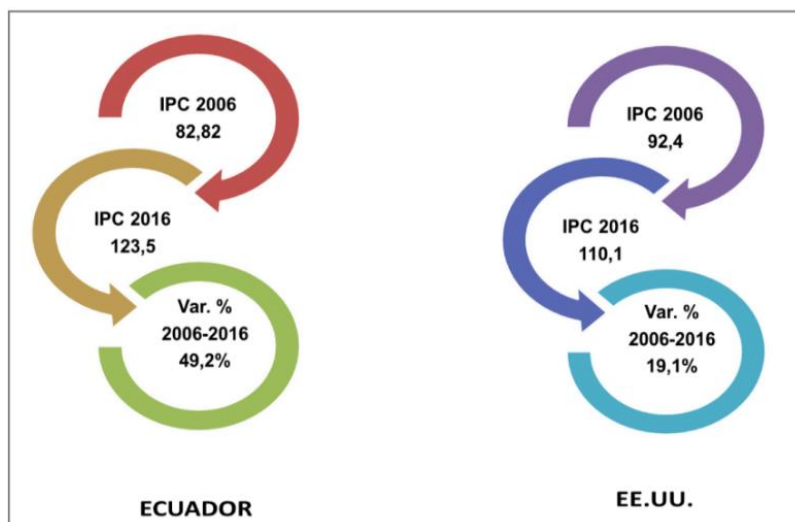 IPC 2006
82,82
IPC 2016
123,5
Var. %
2006-2016
49,2%
ECUADOR
IPC 2006
92,4
IPC 2016
110,1
Var. %
2006-2016
19,1%
EE.UU.